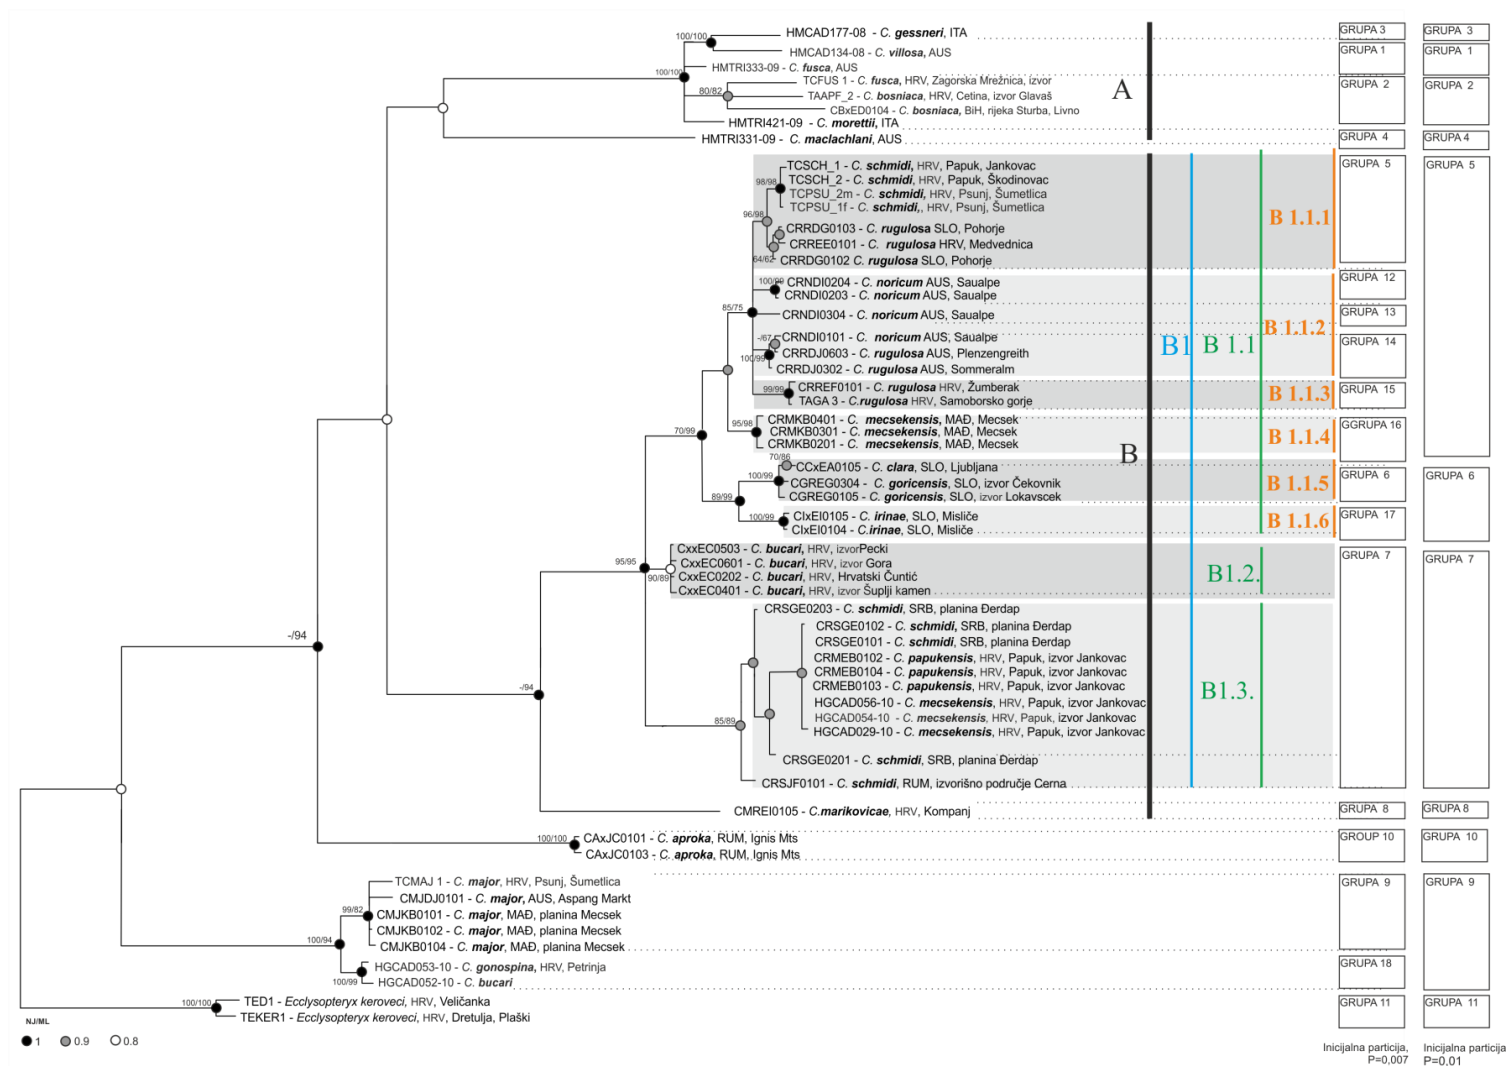 HMCAD177-08 - C. gessneri, ITA
100/100
HMCAD134-08 - C. villosa, AUS
HMTRI333-09 - C. fusca, AUS
100/100
TCFUS 1 - C. fusca, HRV, Zagorska Mrežnica, izvor
80/82
TAAPF_2 - C. bosniaca, HRV, Cetina, izvor Glavaš
CBxED0104 - C. bosniaca, BiH, rijeka Sturba, Livno
HMTRI421-09 - C. morettii, ITA
HMTRI331-09 - C. maclachlani, AUS
A
TCSCH_1 - C. schmidi, HRV, Papuk, Jankovac
98/98
TCSCH_2 - C. schmidi, HRV, Papuk, Škodinovac
TCPSU_2m - C. schmidi, HRV, Psunj, Šumetlica
TCPSU_1f - C. schmidi,, HRV, Psunj, Šumetlica
96/98
CRRDG0103 - C. rugulosa SLO, Pohorje
CRREE0101 - C. rugulosa HRV, Medvednica
64/62
CRRDG0102 C. rugulosa SLO, Pohorje
B 1.1.1
100/99
CRNDI0204 - C. noricum AUS, Saualpe
CRNDI0203 - C. noricum AUS, Saualpe
85/75
CRNDI0304 - C. noricum AUS, Saualpe
B 1.1.2
-/67
CRNDI0101 - C. noricum AUS, Saualpe
100/99
CRRDJ0603 - C. rugulosa AUS, Plenzengreith
CRRDJ0302 - C. rugulosa AUS, Sommeralm
B1
B 1.1
99/99
CRREF0101 - C. rugulosa HRV, Žumberak
TAGA 3 - C.rugulosa HRV, Samoborsko gorje
B 1.1.3
95/98
CRMKB0401 - C. mecsekensis, MAĐ, Mecsek
CRMKB0301 - C. mecsekensis, MAĐ, Mecsek
CRMKB0201 - C. mecsekensis, MAĐ, Mecsek
B 1.1.4
70/99
B
70/86
CCxEA0105 - C. clara, SLO, Ljubljana
100/99
CGREG0304 - C. goricensis, SLO, izvor Čekovnik
CGREG0105 - C. goricensis, SLO, izvor Lokavscek
B 1.1.5
89/99
100/99
CIxEI0105 - C. irinae, SLO, Misliče
CIxEI0104 - C.irinae, SLO, Misliče
B 1.1.6
95/95
CxxEC0503 - C. bucari, HRV, izvorPecki
CxxEC0601 - C. bucari, HRV, izvor Gora
90/89
CxxEC0202 - C. bucari, HRV, Hrvatski Čuntić
CxxEC0401 - C. bucari, HRV, izvor Šuplji kamen
B1.2.
CRSGE0203 - C. schmidi, SRB, planina Đerdap
CRSGE0102 - C. schmidi, SRB, planina Đerdap
CRSGE0101 - C. schmidi, SRB, planina Đerdap
CRMEB0102 - C. papukensis, HRV, Papuk, izvor Jankovac
CRMEB0104 - C. papukensis, HRV, Papuk, izvor Jankovac
CRMEB0103 - C. papukensis, HRV, Papuk, izvor Jankovac
HGCAD056-10 - C. mecsekensis, HRV, Papuk, izvor Jankovac
HGCAD054-10 - C. mecsekensis, HRV, Papuk, izvor Jankovac
HGCAD029-10 - C. mecsekensis, HRV, Papuk, izvor Jankovac
B1.3.
85/89
CRSGE0201 - C. schmidi, SRB, planina Đerdap
CRSJF0101 - C. schmidi, RUM, izvorišno područje Cerna
-/94
-/94
CMREI0105 - C.marikovicae, HRV, Kompanj
100/100
CAxJC0101 - C. aproka, RUM, Ignis Mts
CAxJC0103 - C. aproka, RUM, Ignis Mts
TCMAJ 1 - C. major, HRV, Psunj, Šumetlica
CMJDJ0101 - C. major, AUS, Aspang Markt
99/82
CMJKB0101 - C. major, MAĐ, planina Mecsek
CMJKB0102 - C. major, MAĐ, planina Mecsek
CMJKB0104 - C. major, MAĐ, planina Mecsek
100/94
HGCAD053-10 - C. gonospina, HRV, Petrinja
100/99
HGCAD052-10 - C. bucari
100/100
TED1 - Ecclysopteryx keroveci, HRV, Veličanka
TEKER1 - Ecclysopteryx keroveci, HRV, Dretulja, Plaški
NJ/ML
1 0.9 0.8
GRUPA 3
GRUPA 1
GRUPA 2
GRUPA 4
GRUPA 5
GRUPA 12
GRUPA 13
GRUPA 14
GRUPA 15
GGRUPA 16
GRUPA 6
GRUPA 17
GRUPA 7
GRUPA 8
GROUP 10
GRUPA 9
GRUPA 18
GRUPA 11
Inicijalna particija,
P=0,007
GRUPA 3
GRUPA 1
GRUPA 2
GRUPA 4
GRUPA 5
GRUPA 6
GRUPA 7
GRUPA 8
GRUPA 10
GRUPA 9
GRUPA 11
Inicijalna particija
P=0.01